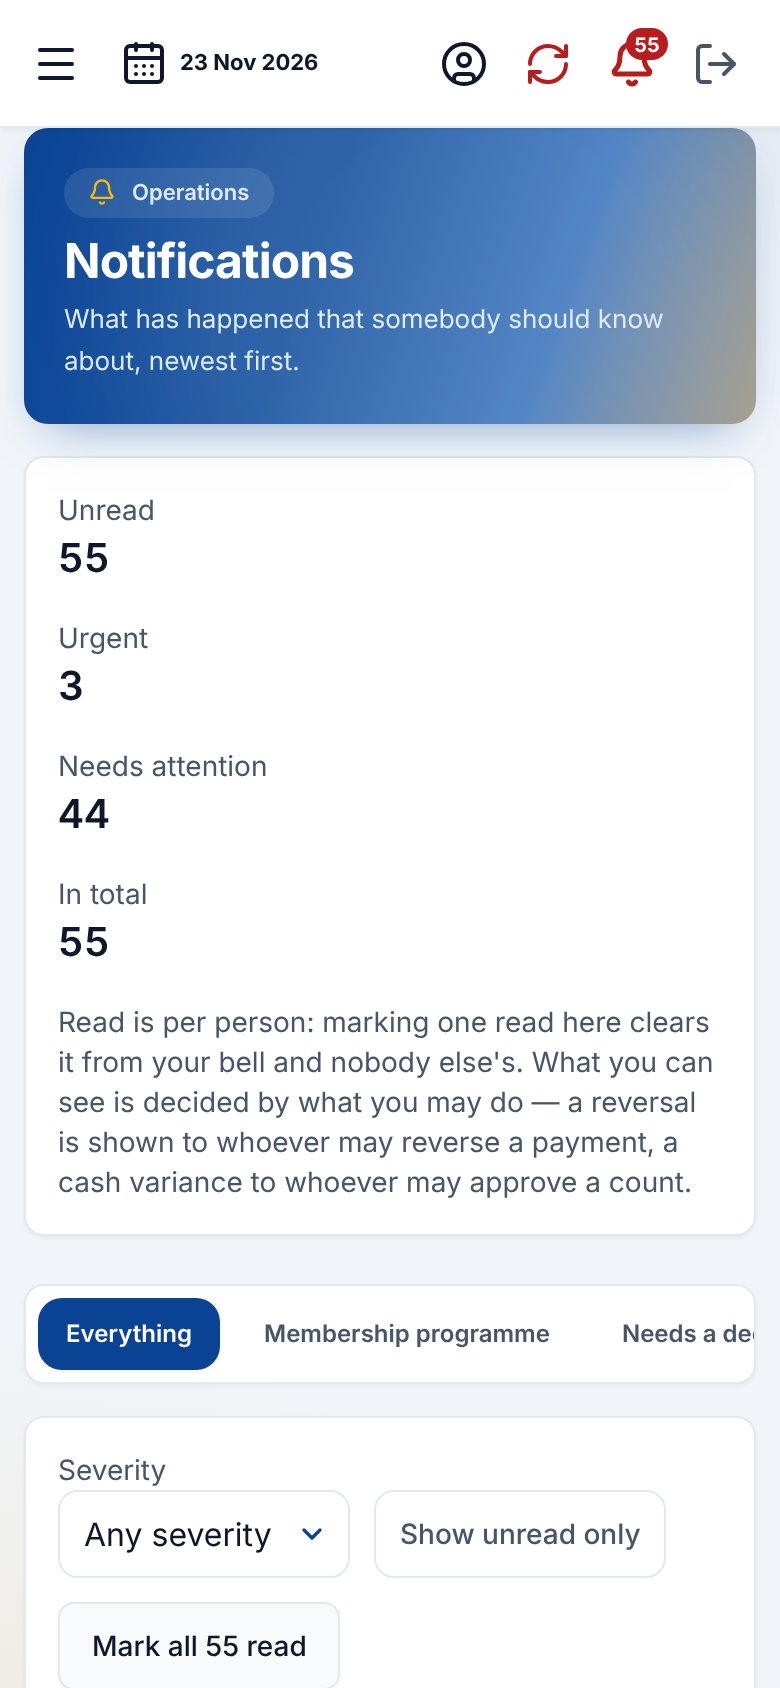 23 Nov 2026
55
Operations
Notifications
What has happened that somebody should know
about, newest first.
Unread
55
Urgent
3
Needs attention
44
In total
55
Read is per person: marking one read here clears
it from your bell and nobody else's. What you can
see is decided by what you may do — a reversal
is shown to whoever may reverse a payment, a
cash variance to whoever may approve a count.
Everything Membership programme Needs a
Severity
Any severity Show unread only
Mark all 55 read